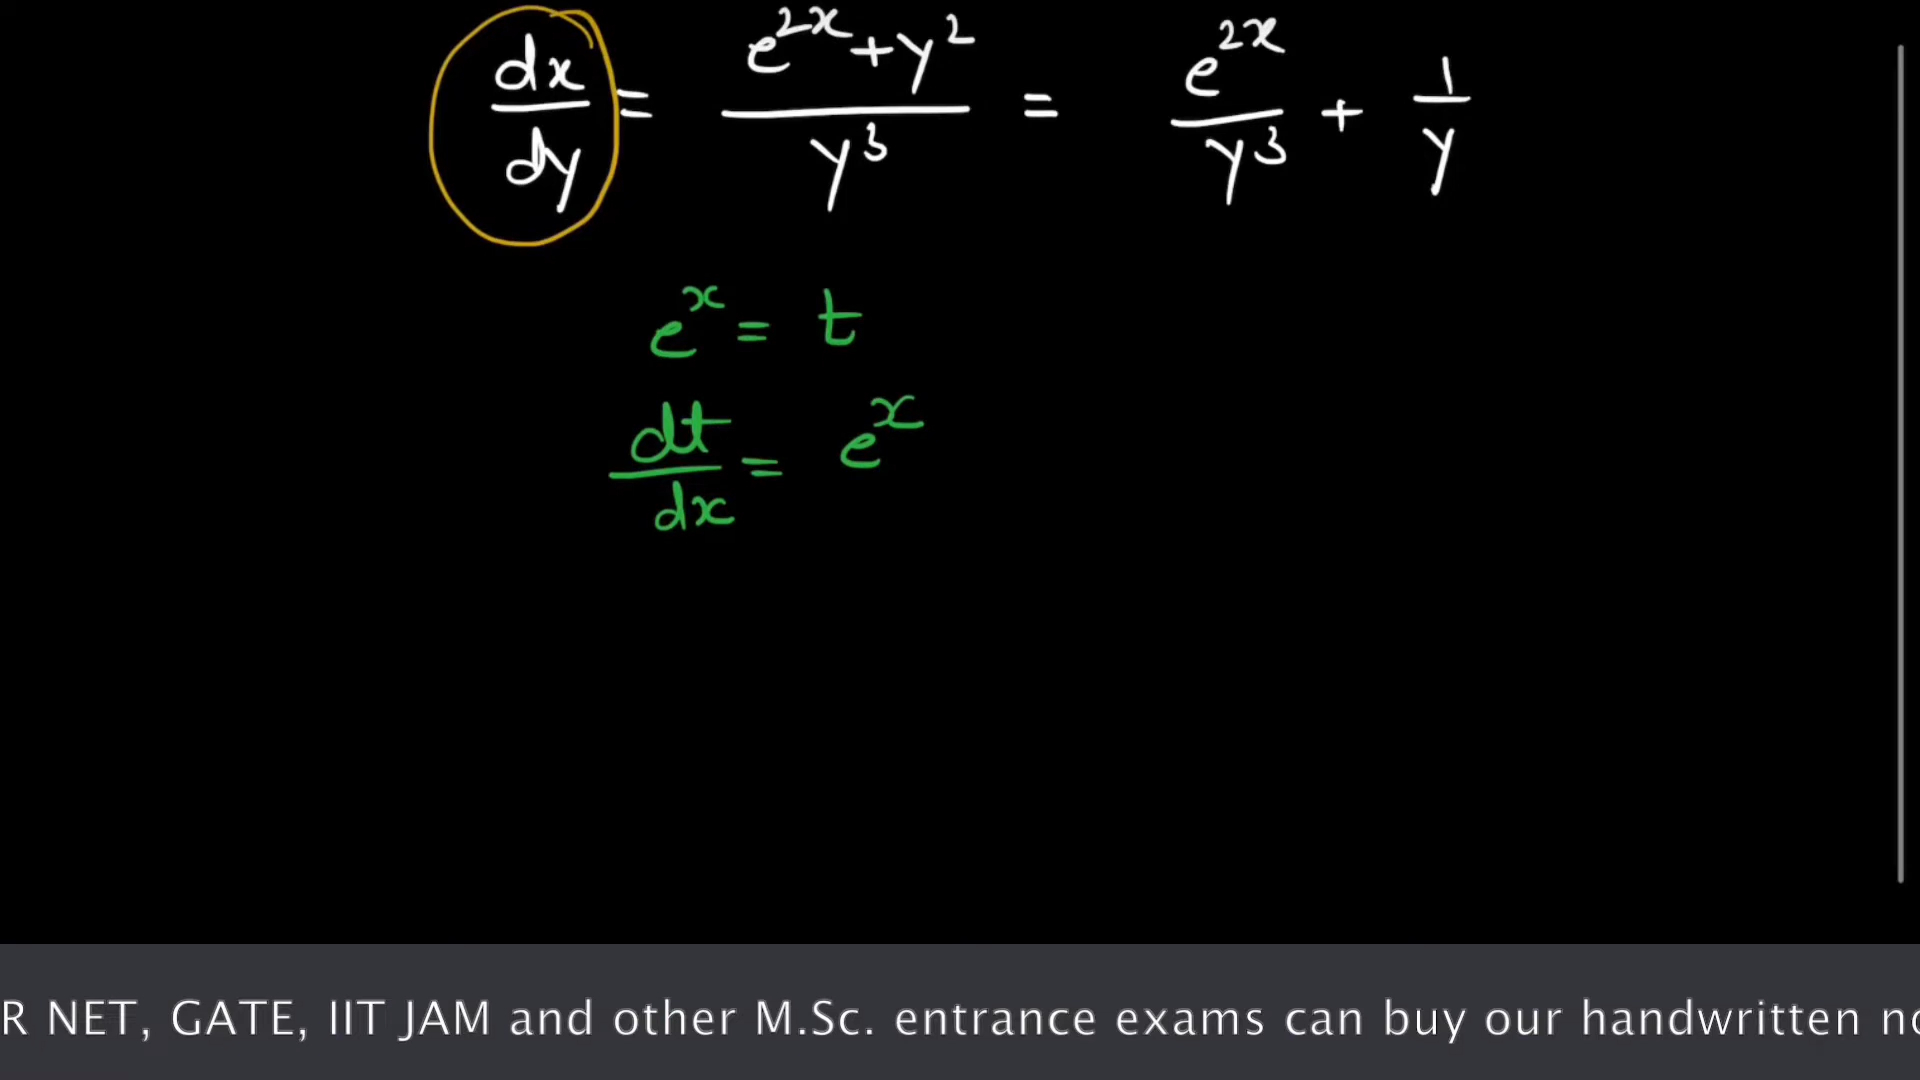 dx/dy = (e^{2x} + y^2)/y^3 = e^{2x}/y^3 + 1/y
e^x = t
dt/dx = e^x
R NET, GATE, IIT JAM and other M.Sc. entrance exams can buy our handwritten